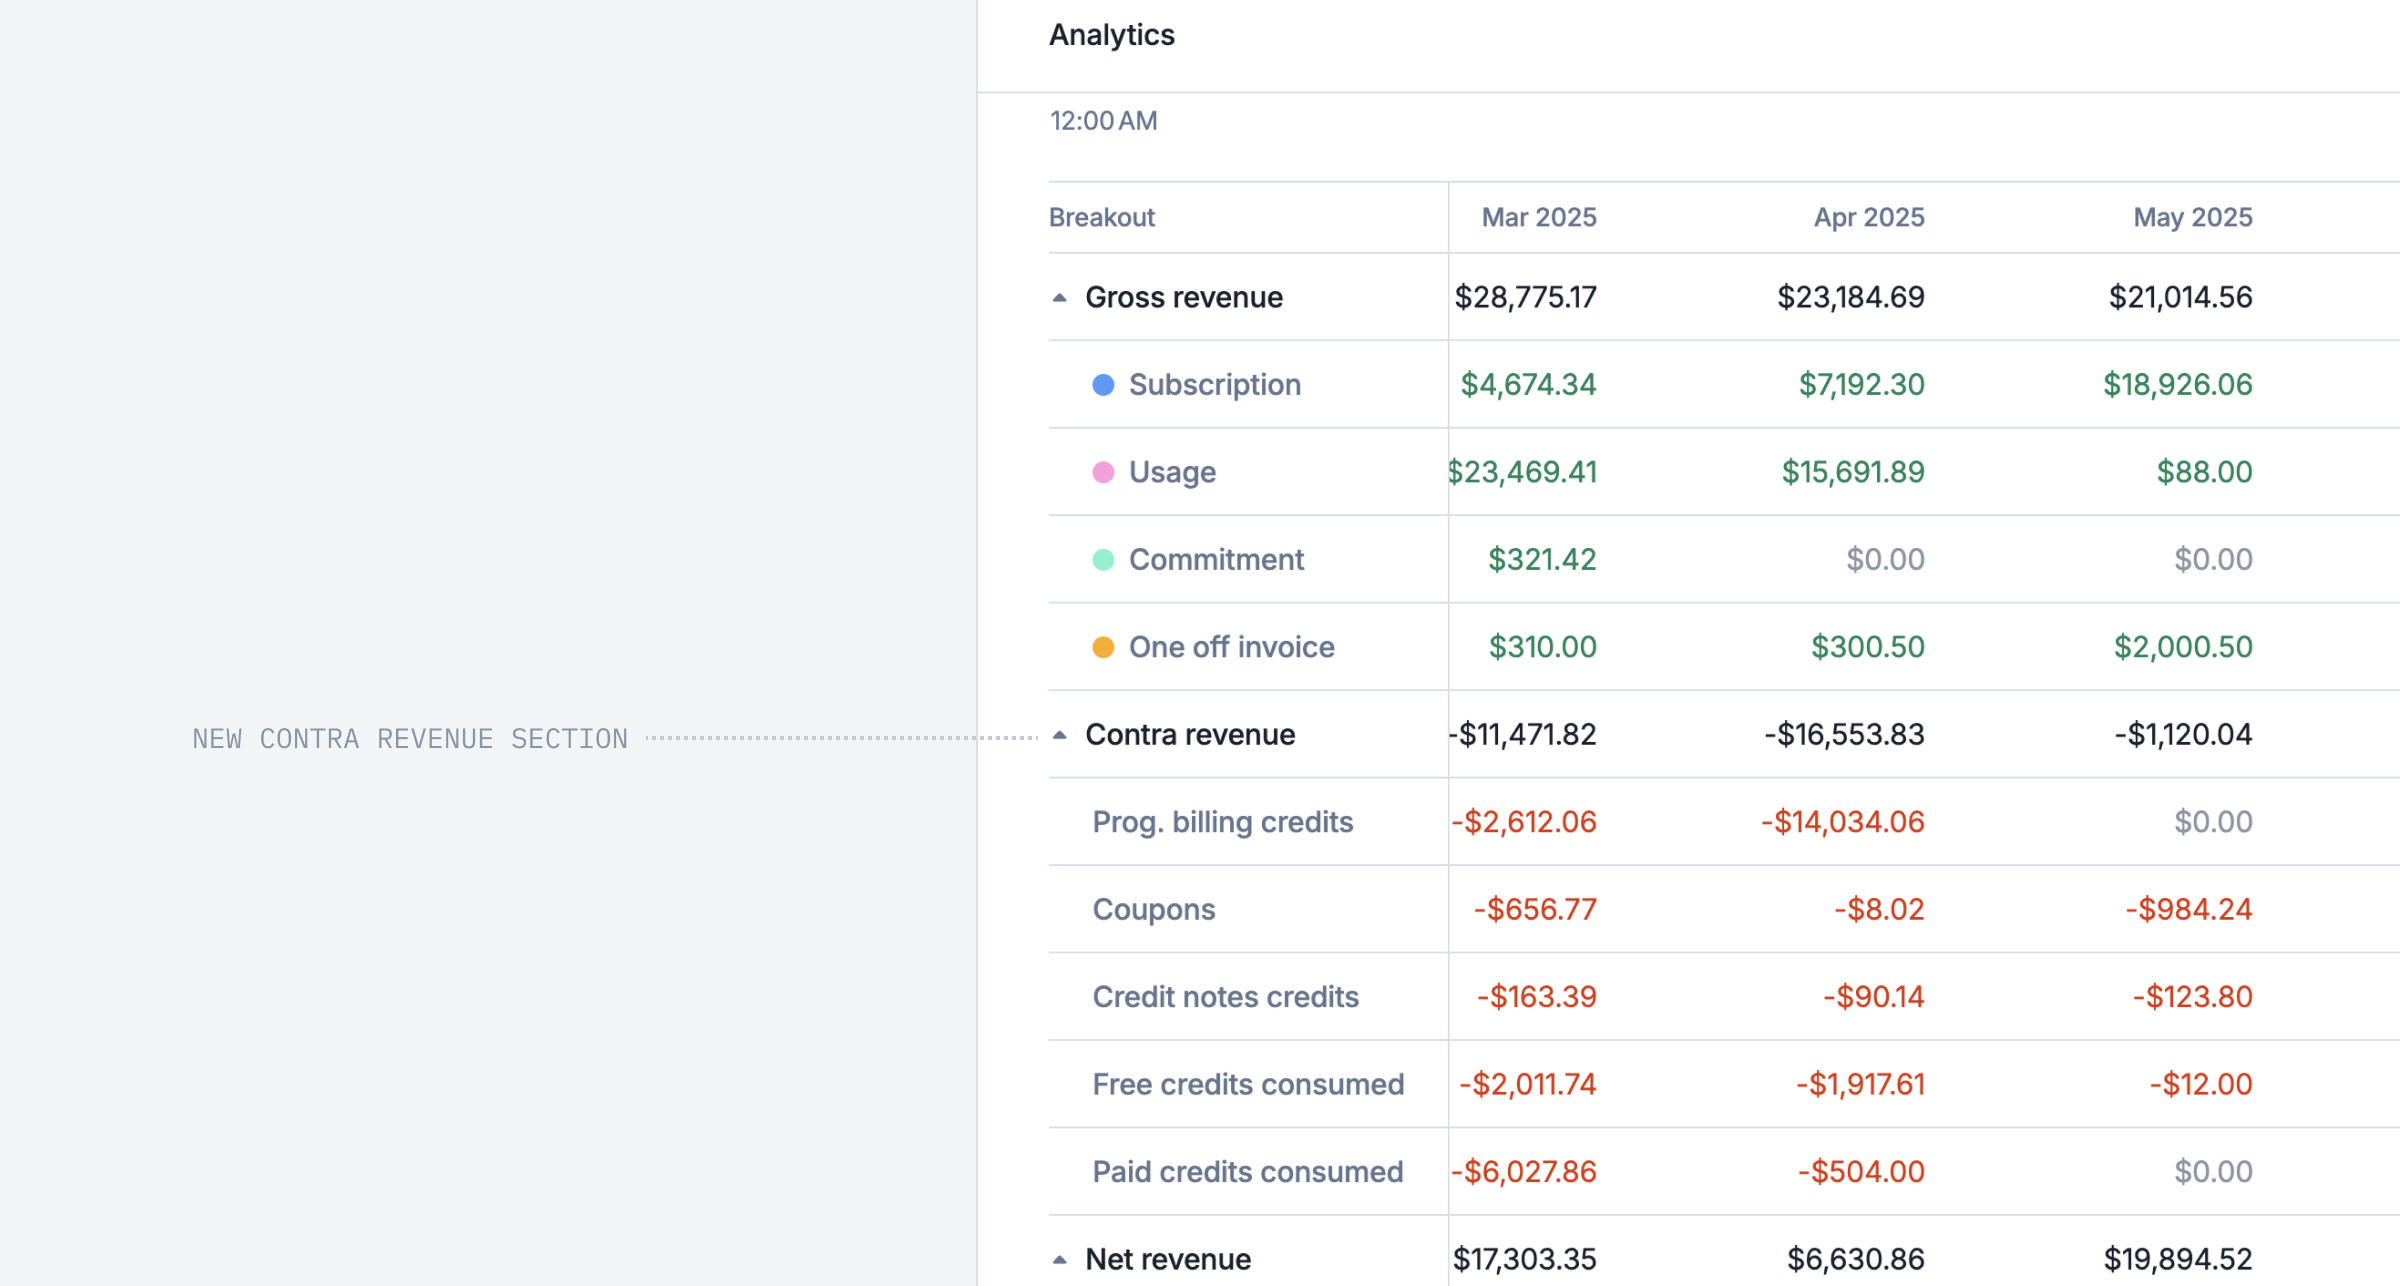 Analytics
12:00 AM
Breakout Mar 2025 Apr 2025 May 2025
Gross revenue $28,775.17 $23,184.69 $21,014.56
Subscription $4,674.34 $7,192.30 $18,926.06
Usage $23,469.41 $15,691.89 $88.00
Commitment $321.42 $0.00 $0.00
One off invoice $310.00 $300.50 $2,000.50
NEW CONTRA REVENUE SECTION Contra revenue -$11,471.82 -$16,553.83 -$1,120.04
Prog. billing credits -$2,612.06 -$14,034.06 $0.00
Coupons -$656.77 -$8.02 -$984.24
Credit notes credits -$163.39 -$90.14 -$123.80
Free credits consumed -$2,011.74 -$1,917.61 -$12.00
Paid credits consumed -$6,027.86 -$504.00 $0.00
Net revenue $17,303.35 $6,630.86 $19,894.52